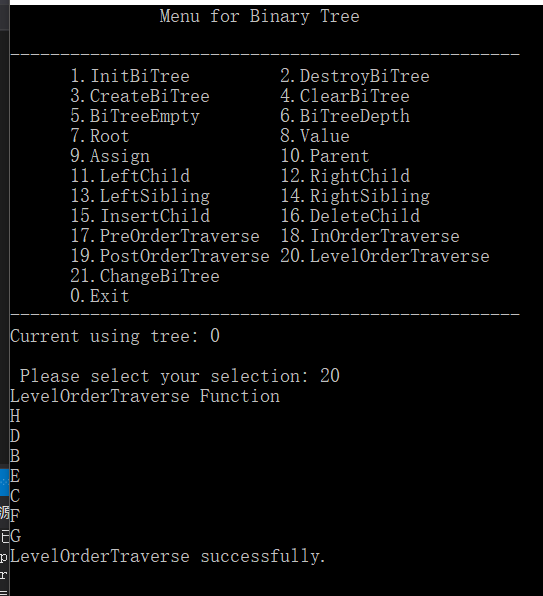 Menu for Binary Tree
--------------------------------------------------
1.InitBiTree 2.DestroyBiTree
3.CreateBiTree 4.ClearBiTree
5.BiTreeEmpty 6.BiTreeDepth
7.Root 8.Value
9.Assign 10.Parent
11.LeftChild 12.RightChild
13.LeftSibling 14.RightSibling
15.InsertChild 16.DeleteChild
17.PreOrderTraverse 18.InOrderTraverse
19.PostOrderTraverse 20.LevelOrderTraverse
21.ChangeBiTree
0.Exit
--------------------------------------------------
Current using tree: 0
Please select your selection: 20
LevelOrderTraverse Function
H
D
B
E
C
F
G
LevelOrderTraverse successfully.